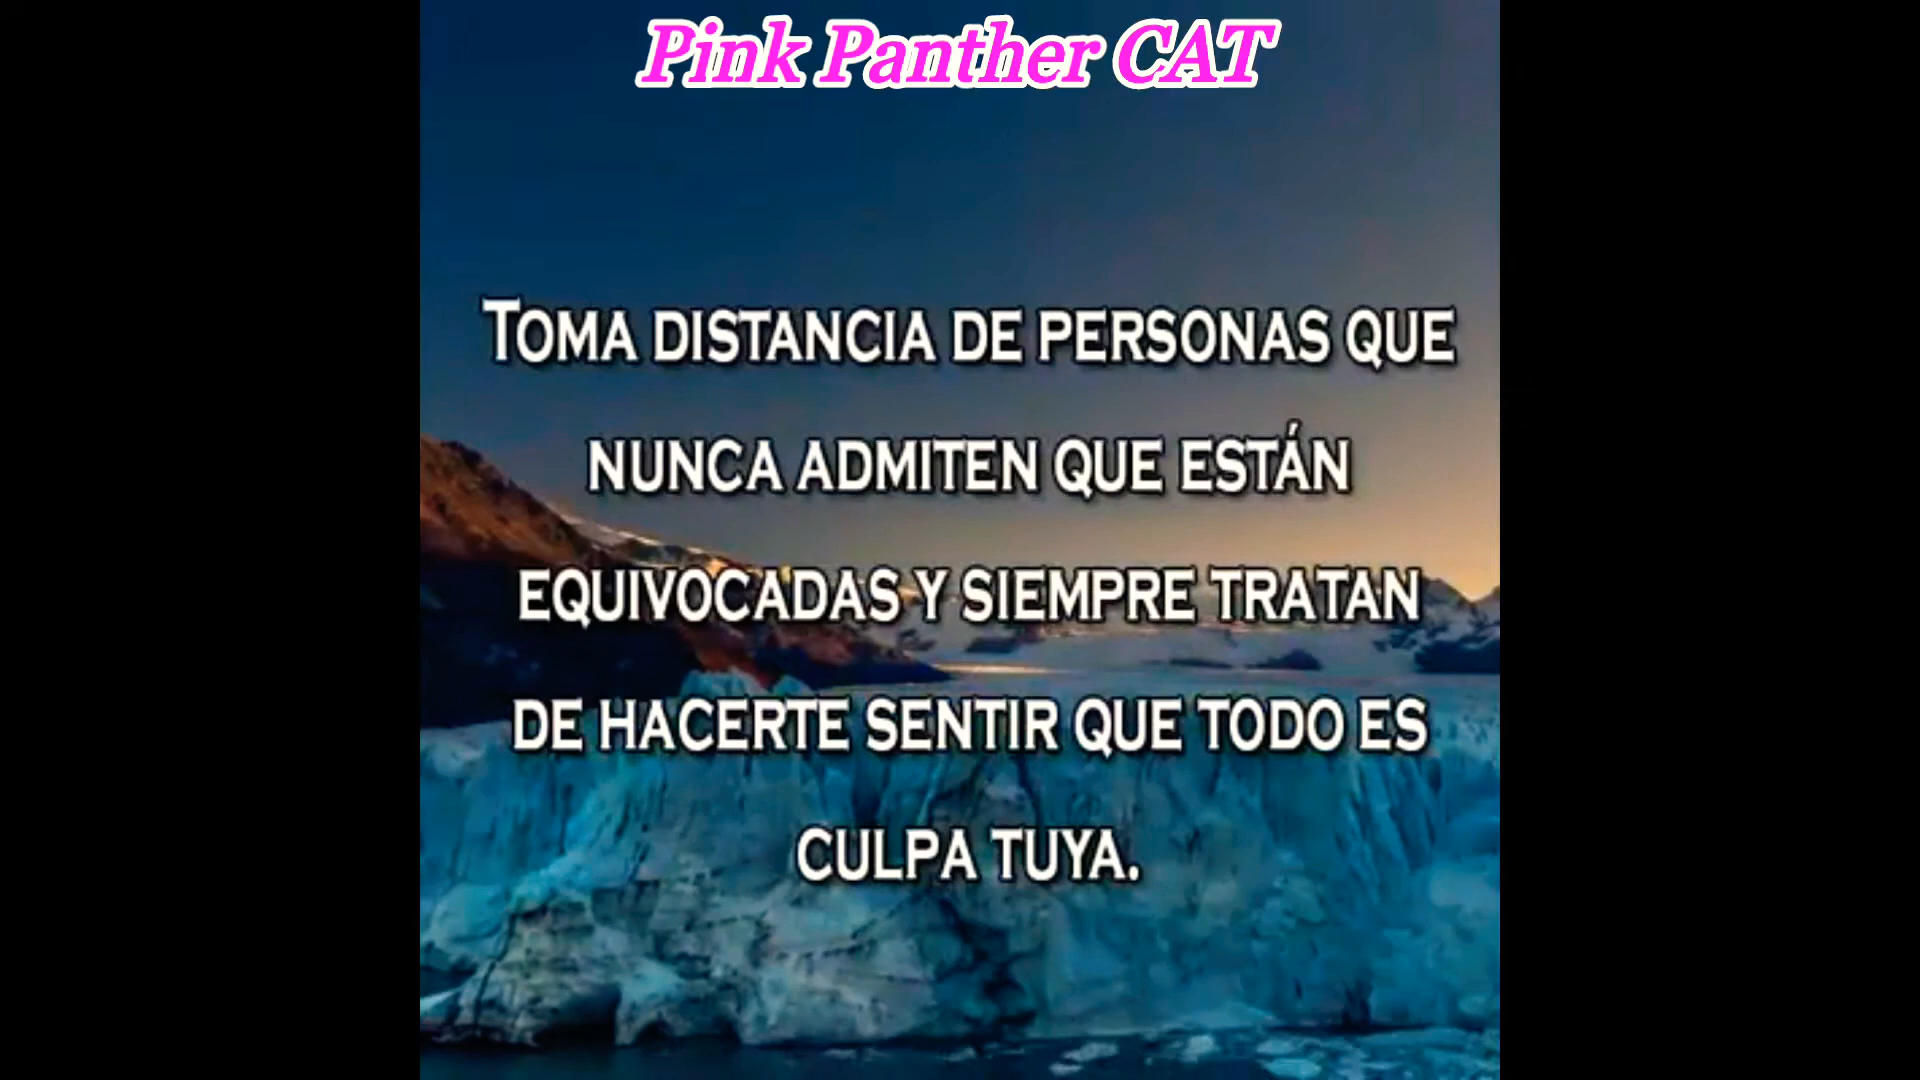 Pink Panther CAT
Toma distancia de personas que
nunca admiten que están
equivocadas y siempre tratan
de hacerte sentir que todo es
culpa tuya.